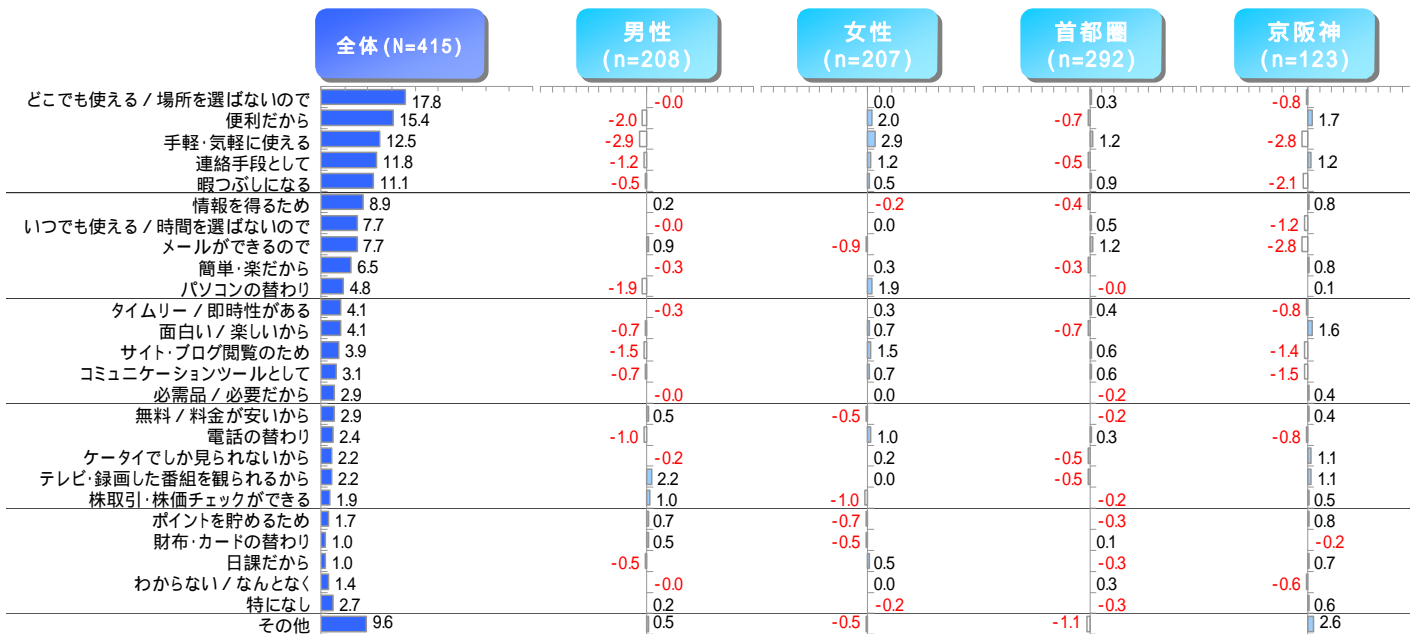 全体(N=415) 男性 女性 首都圏 京阪神
(n=208) (n=207) (n=292) (n=123)
どこでも使える/場所を選ばないので 17.8 -0.0 0.0 0.3 -0.8
便利だから 15.4 -2.0 2.0 -0.7 1.7
手軽・気軽に使える 12.5 -2.9 2.9 1.2 -2.8
連絡手段として 11.8 -1.2 1.2 -0.5 1.2
暇つぶしになる 11.1 -0.5 0.5 0.9 -2.1
情報を得るため 8.9 0.2 -0.2 -0.4 0.8
いつでも使える/時間を選ばないので 7.7 -0.0 0.0 0.5 -1.2
メールができるので 7.7 0.9 -0.9 1.2 -2.8
簡単・楽だから 6.5 -0.3 0.3 -0.3 0.8
パソコンの替わり 4.8 -1.9 1.9 -0.0 0.1
タイムリー/即時性がある 4.1 -0.3 0.3 0.4 -0.8
面白い/楽しいから 4.1 -0.7 0.7 -0.7 1.6
サイト・ブログ閲覧のため 3.9 -1.5 1.5 0.6 -1.4
コミュニケーションツールとして 3.1 -0.7 0.7 0.6 -1.5
必需品/必要だから 2.9 -0.0 0.0 -0.2 0.4
無料/料金が安いから 2.9 0.5 -0.5 -0.2 0.4
電話の替わり 2.4 -1.0 1.0 0.3 -0.8
ケータイでしか見られないから 2.2 -0.2 0.2 -0.5 1.1
テレビ・録画した番組を観られるから 2.2 2.2 0.0 -0.5 1.1
株取引・株価チェックができる 1.9 1.0 -1.0 -0.2 0.5
ポイントを貯めるため 1.7 0.7 -0.7 -0.3 0.8
財布・カードの替わり 1.0 0.5 -0.5 0.1 -0.2
日課だから 1.0 -0.5 0.5 -0.3 0.7
わからない/なんとなく 1.4 -0.0 0.0 0.3 -0.6
特になし 2.7 0.2 -0.2 -0.3 0.6
その他 9.6 0.5 -0.5 -1.1 2.6